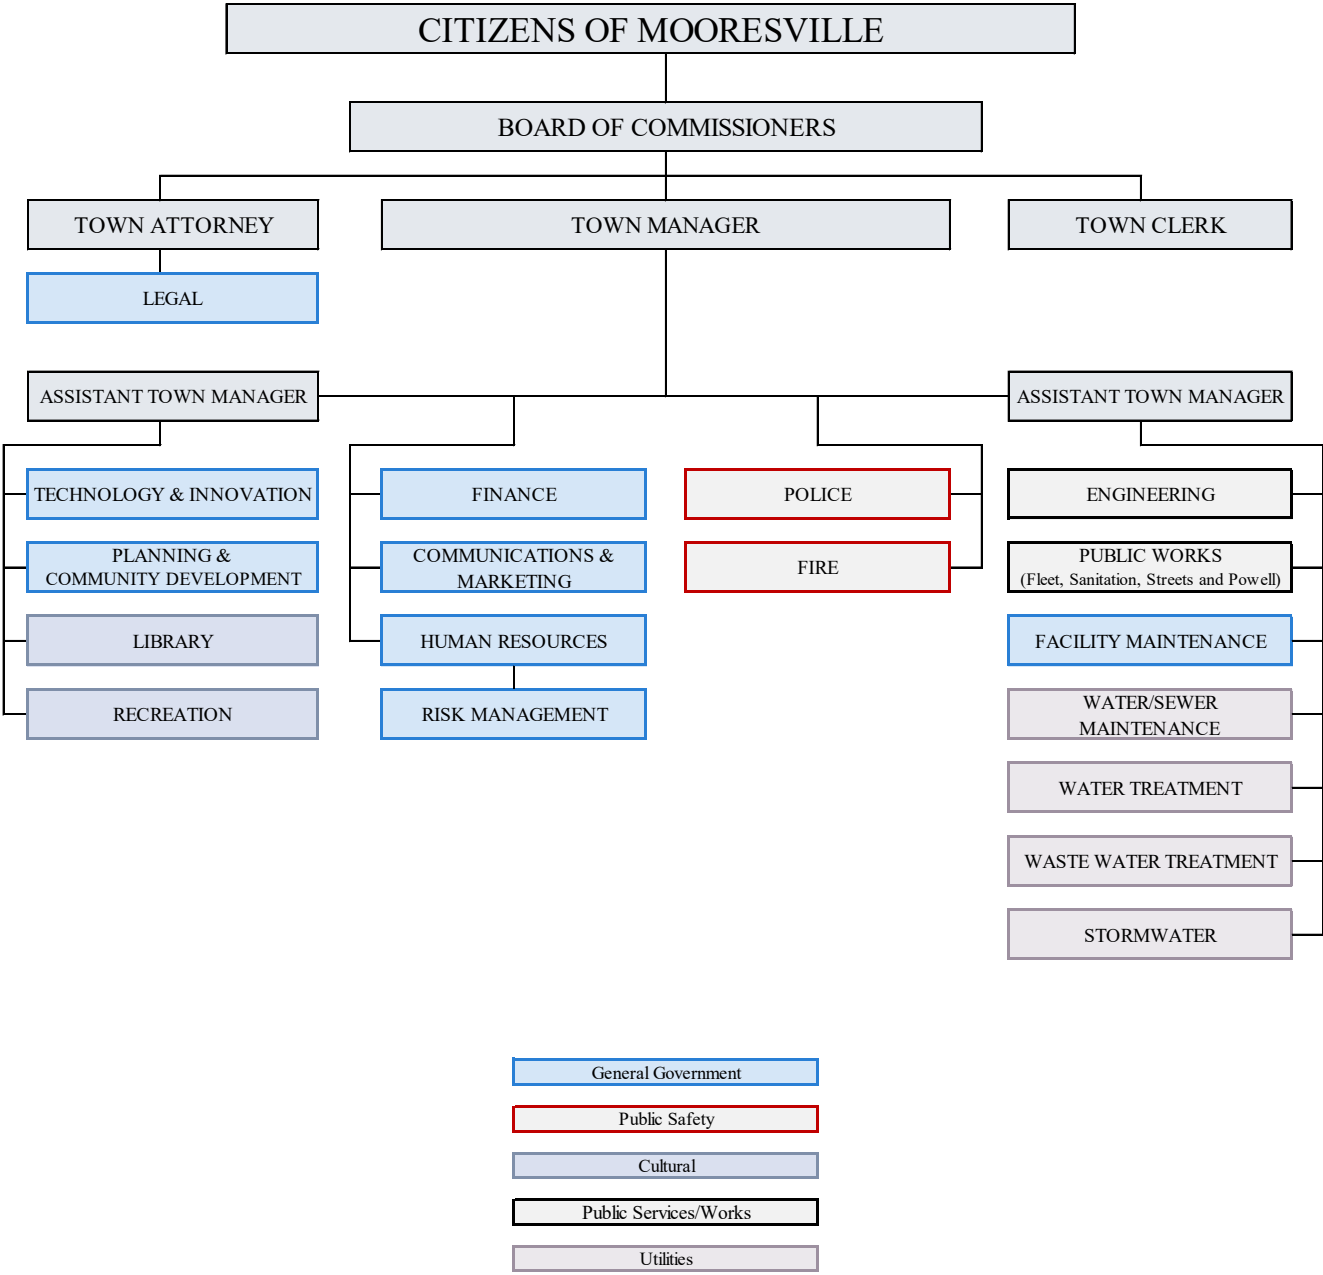 CITIZENS OF MOORESVILLE
BOARD OF COMMISSIONERS
TOWN ATTORNEY
TOWN MANAGER
TOWN CLERK
LEGAL
ASSISTANT TOWN MANAGER
ASSISTANT TOWN MANAGER
TECHNOLOGY & INNOVATION
FINANCE
POLICE
ENGINEERING
PLANNING &
COMMUNITY DEVELOPMENT
COMMUNICATIONS &
MARKETING
FIRE
PUBLIC WORKS
(Fleet, Sanitation, Streets and Powell)
LIBRARY
HUMAN RESOURCES
FACILITY MAINTENANCE
RECREATION
RISK MANAGEMENT
WATER/SEWER
MAINTENANCE
WATER TREATMENT
WASTE WATER TREATMENT
STORMWATER
General Government
Public Safety
Cultural
Public Services/Works
Utilities